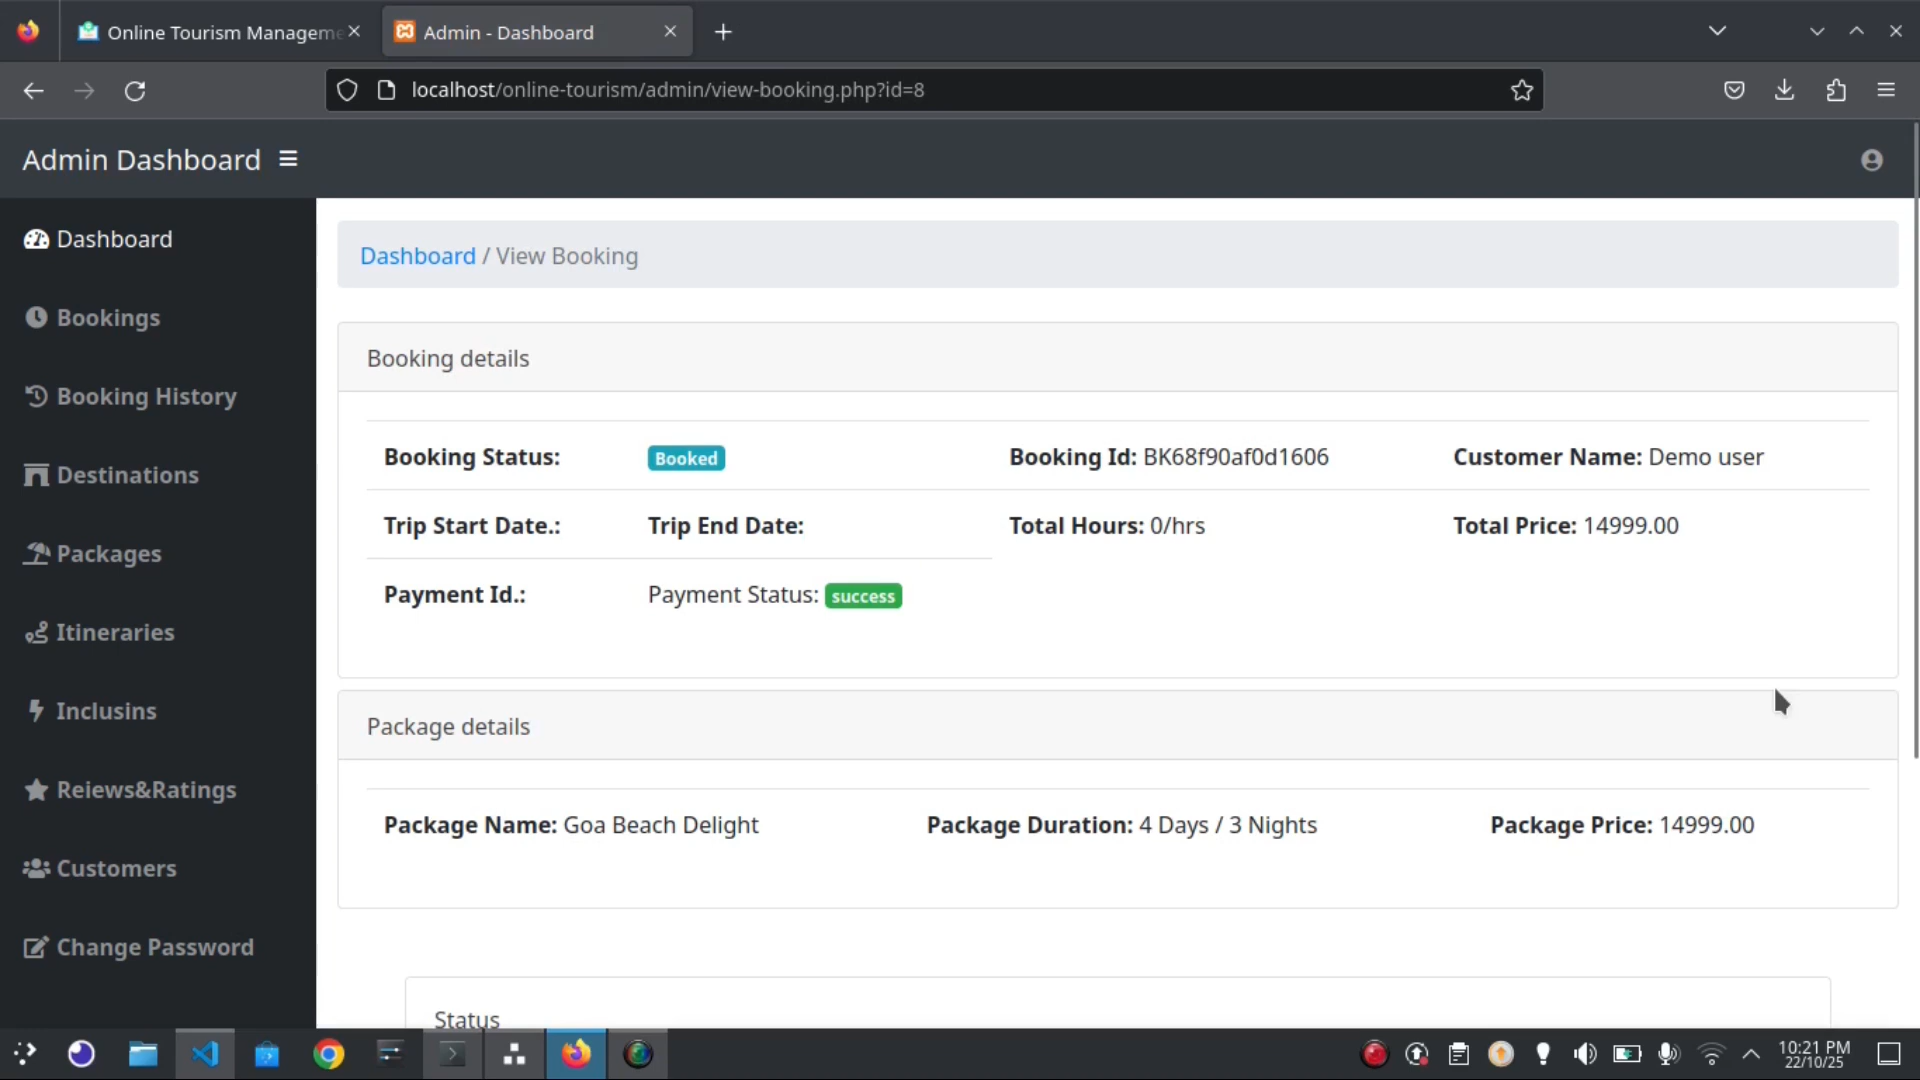 Online Tourism Manageme
Admin - Dashboard
localhost/online-tourism/admin/view-booking.php?id=8
Admin Dashboard
Dashboard
Bookings
Booking History
Destinations
Packages
Itineraries
Inclusins
Reiews&Ratings
Customers
Change Password
Dashboard / View Booking
Booking details
Booking Status: Booked Booking Id: BK68f90af0d1606 Customer Name: Demo user
Trip Start Date.: Trip End Date: Total Hours: 0/hrs Total Price: 14999.00
Payment Id.: Payment Status: success
Package details
Package Name: Goa Beach Delight Package Duration: 4 Days / 3 Nights Package Price: 14999.00
Status
10:21 PM
22/10/25